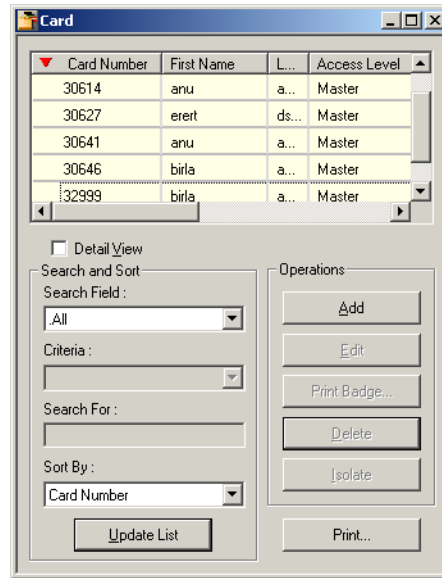 Card
Card Number First Name L... Access Level
30614 anu a... Master
30627 erert ds... Master
30641 anu a... Master
30646 birla a... Master
32999 birla a... Master
Detail View
Search and Sort
Search Field :
.All
Criteria :
Search For :
Sort By :
Card Number
Update List
Operations
Add
Edit
Print Badge...
Delete
Isolate
Print...